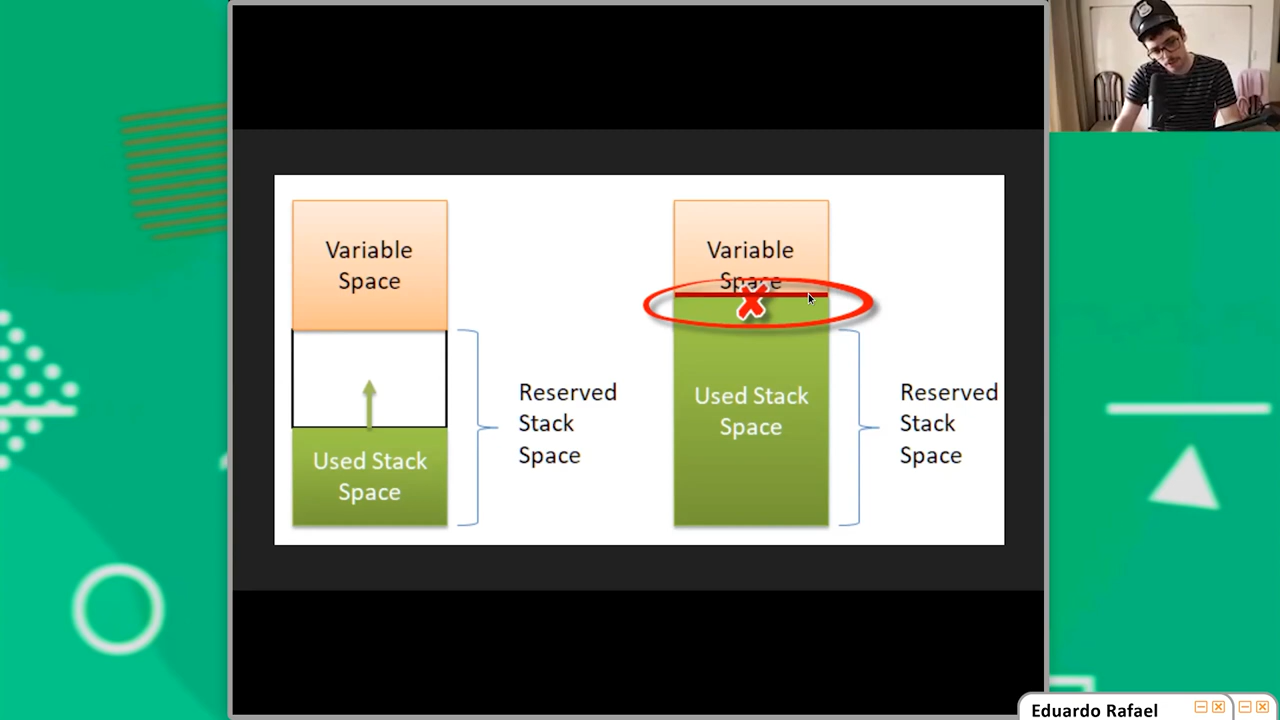 Variable
Space
Used Stack
Space
Reserved
Stack
Space
Variable
Space
Used Stack
Space
Reserved
Stack
Space
Eduardo Rafael